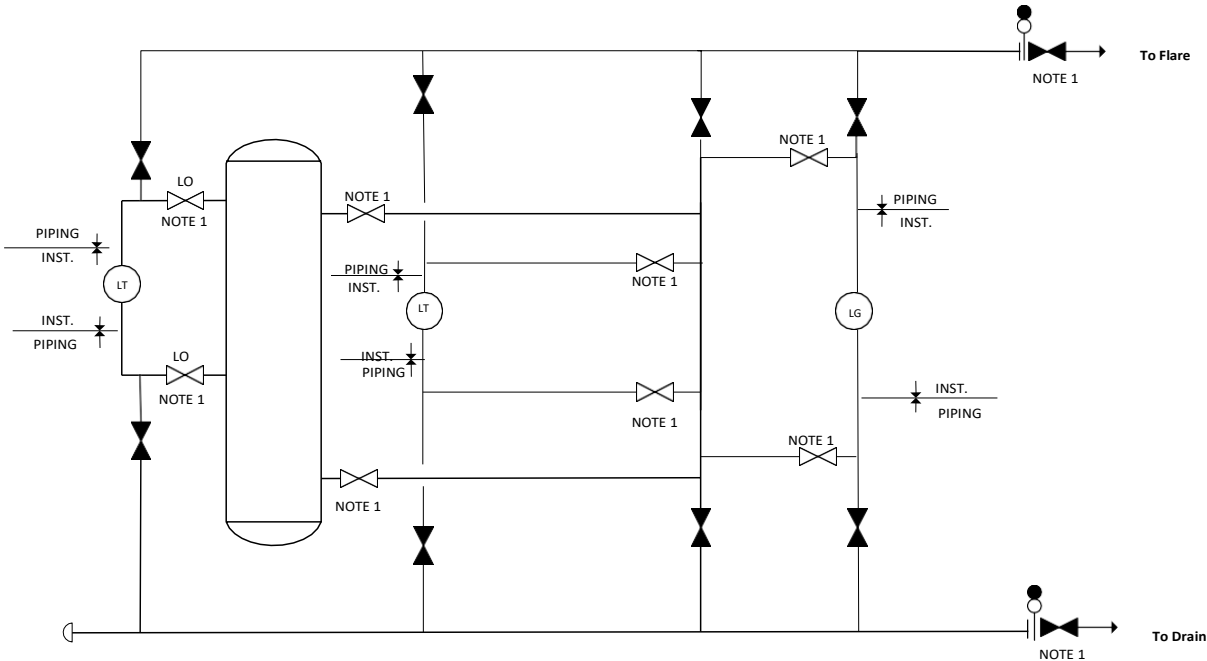 To Flare
NOTE 1
NOTE 1
LO
NOTE 1
NOTE 1
PIPING
INST.
PIPING
INST.
PIPING
INST.
NOTE 1
LT
LT
LG
INST.
PIPING
LO
NOTE 1
INST.
PIPING
NOTE 1
INST.
PIPING
NOTE 1
NOTE 1
To Drain
NOTE 1